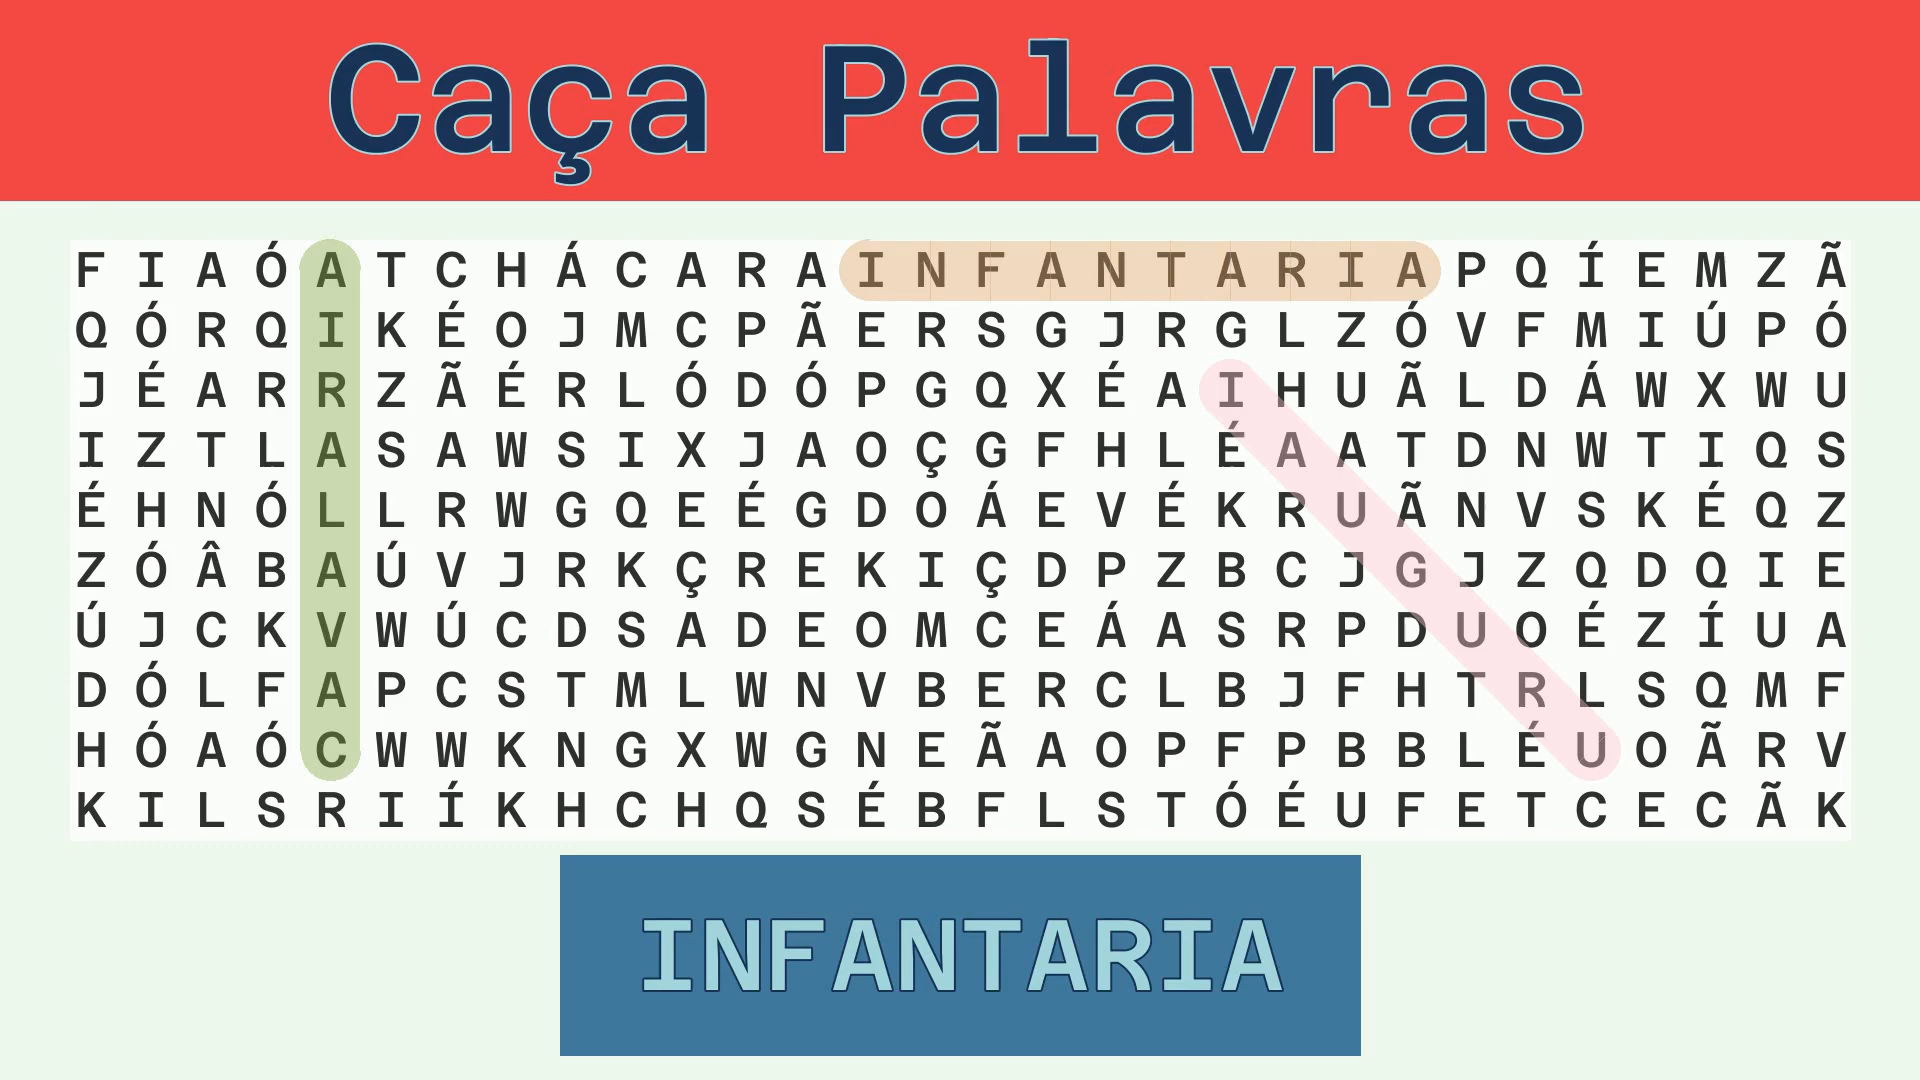 Caça Palavras
F I A Ó A T C H Á C A R A I N F A N T A R I A P Q Í E M Z Ã
Q Ó R Q I K É O J M C P Ã E R S G J R G L Z Ó V F M I Ú P Ó
J É A R R Z Ã É R L Ó D Ó P G Q X É A I H U Ã L D Á W X W U
I Z T L A S A W S I X J A O Ç G F H L É A A T D N W T I Q S
É H N Ó L L R W G Q E É G D O Á E V É K R U Ã N V S K É Q Z
Z Ó Â B A Ú V J R K Ç R E K I Ç D P Z B C J G J Z Q D Q I E
Ú J C K V W Ú C D S A D E O M C E Á A S R P D U O É Z Í U A
D Ó L F A P C S T M L W N V B E R C L B J F H T R L S Q M F
H Ó A Ó C W W K N G X W G N E Ã A O P F P B B L É U O Ã R V
K I L S R I Í K H C H Q S É B F L S T Ó É U F E T C E C Ã K
INFANTARIA